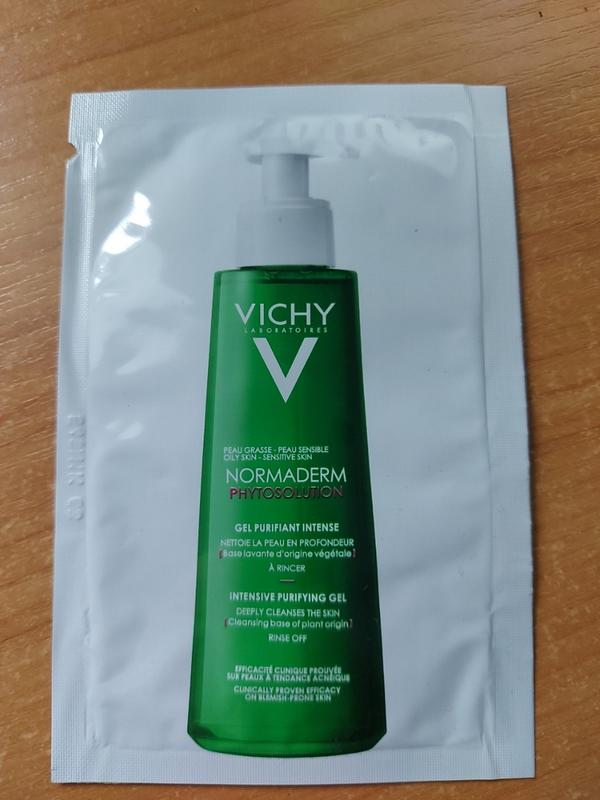 VICHY
LABORATOIRES
V
PEAU GRASSE - PEAU SENSIBLE
OILY SKIN - SENSITIVE SKIN
NORMADERM
PHYTOSOLUTION
GEL PURIFIANT INTENSE
NETTOIE LA PEAU EN PROFONDEUR
[Base lavante d'origine végétale]
À RINCER
INTENSIVE PURIFYING GEL
DEEPLY CLEANSES THE SKIN
[Cleansing base of plant origin]
RINSE OFF
EFFICACITÉ CLINIQUE PROUVÉE
SUR PEAUX À TENDANCE ACNÉIQUE
CLINICALLY PROVEN EFFICACY
ON BLEMISH-PRONE SKIN